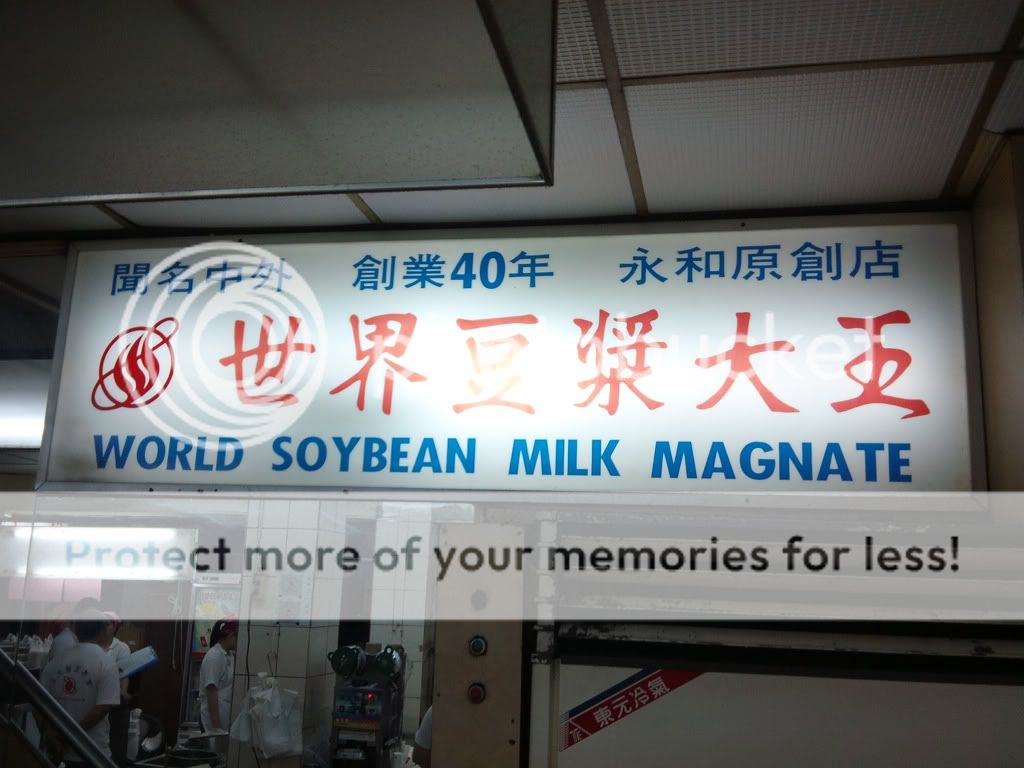 聞名中外 創業40年 永和原創店
世界豆漿大王
WORLD SOYBEAN MILK MAGNATE
photobucket
Protect more of your memories for less!
東元冷氣